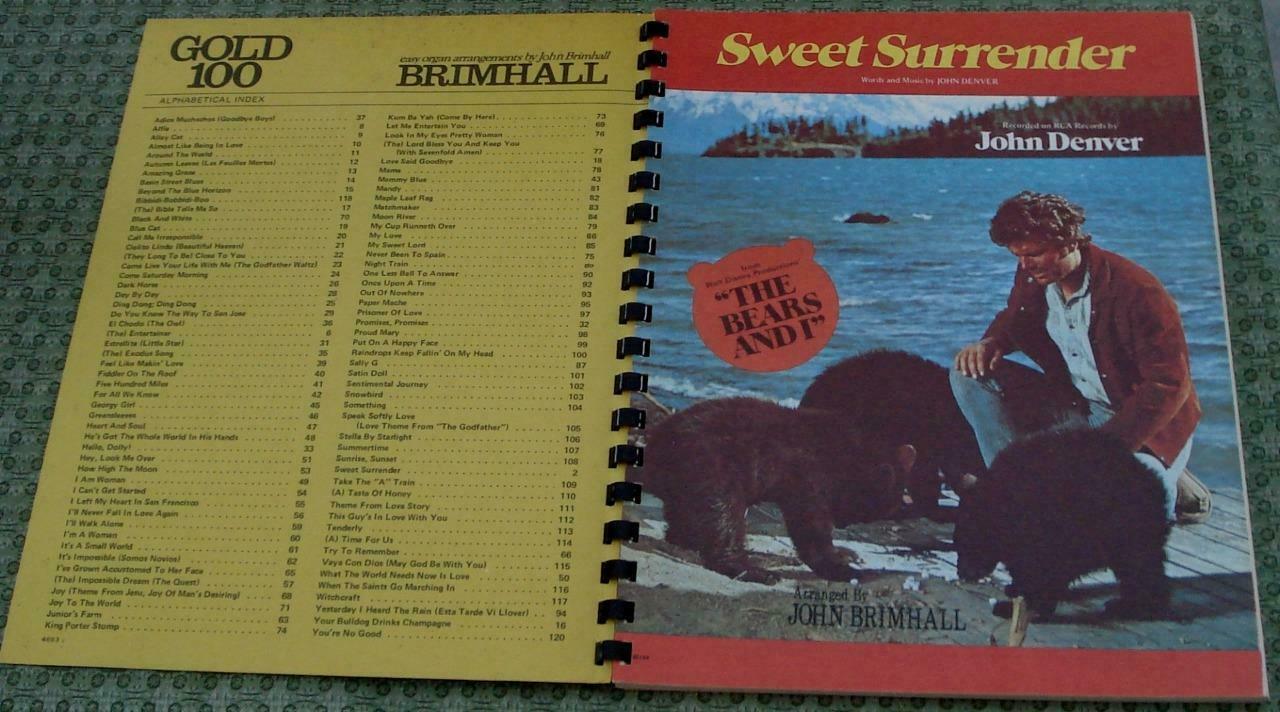 GOLD
100
easy organ arrangements by John Brimhall
BRIMHALL
ALPHABETICAL INDEX
Adios Muchachos (Goodbye Boys) 37
Alfie 8
Alley Cat 9
Almost Like Being In Love 10
Around The World 11
Autumn Leaves (Les Feuilles Mortes) 12
Amazing Grace 13
Basin Street Blues 14
Beyond The Blue Horizon 15
Bibbidi-Bobbidi-Boo 118
(The) Bible Tells Me So 17
Black And White 70
Blue Cat 19
Call Me Irresponsible 20
Cielito Lindo (Beautiful Heaven) 21
(They Long To Be) Close To You 22
Come Live Your Life With Me (The Godfather Waltz) 23
Come Saturday Morning 24
Dark Horse 26
Day By Day 28
Ding Dong; Ding Dong 25
Do You Know The Way To San Jose 29
El Choclo (The Owl) 36
(The) Entertainer 6
Estrellita (Little Star) 31
(The) Exodus Song 35
Feel Like Makin' Love 39
Fiddler On The Roof 40
Five Hundred Miles 41
For All We Know 42
Georgy Girl 45
Greensleeves 46
Heart And Soul 47
He's Got The Whole World In His Hands 48
Hello, Dolly! 33
Hey, Look Me Over 51
How High The Moon 53
I Am Woman 49
I Can't Get Started 54
I Left My Heart In San Francisco 55
I'll Never Fall In Love Again 56
I'll Walk Alone 59
I'm A Woman 60
It's A Small World 61
It's Impossible (Somos Novios) 62
I've Grown Accustomed To Her Face 65
(The) Impossible Dream (The Quest) 57
Joy (Theme From Jesu, Joy Of Man's Desiring) 68
Joy To The World 71
Junior's Farm 63
King Porter Stomp 74
Kum Ba Yah (Come By Here) 73
Let Me Entertain You 69
Look In My Eyes Pretty Woman 76
(The) Lord Bless You And Keep You
(With Sevenfold Amen) 77
Love Said Goodbye 18
Mame 78
Mammy Blue 43
Mandy 81
Maple Leaf Rag 82
Matchmaker 83
Moon River 84
My Cup Runneth Over 79
My Love 86
My Sweet Lord 85
Never Been To Spain 75
Night Train 89
One Less Bell To Answer 90
Once Upon A Time 92
Out Of Nowhere 93
Paper Mache 95
Prisoner Of Love 97
Promises, Promises 32
Proud Mary 98
Put On A Happy Face 99
Raindrops Keep Fallin' On My Head 100
Sally G 87
Satin Doll 101
Sentimental Journey 102
Snowbird 103
Something 104
Speak Softly Love
(Love Theme From "The Godfather") 105
Stella By Starlight 106
Summertime 107
Sunrise, Sunset 108
Sweet Surrender 2
Take The "A" Train 109
(A) Taste Of Honey 110
Theme From Love Story 111
This Guy's In Love With You 112
Tenderly 113
(A) Time For Us 114
Try To Remember 66
Vaya Con Dios (May God Be With You) 115
What The World Needs Now Is Love 50
When The Saints Go Marching In 116
Witchcraft 117
Yesterday I Heard The Rain (Esta Tarde Vi Llover) 94
Your Bulldog Drinks Champagne 16
You're No Good 120
Sweet Surrender
Words and Music by JOHN DENVER
Recorded on RCA Records by
John Denver
from
Walt Disney Productions'
"THE
BEARS
AND I"
Arranged By
JOHN BRIMHALL